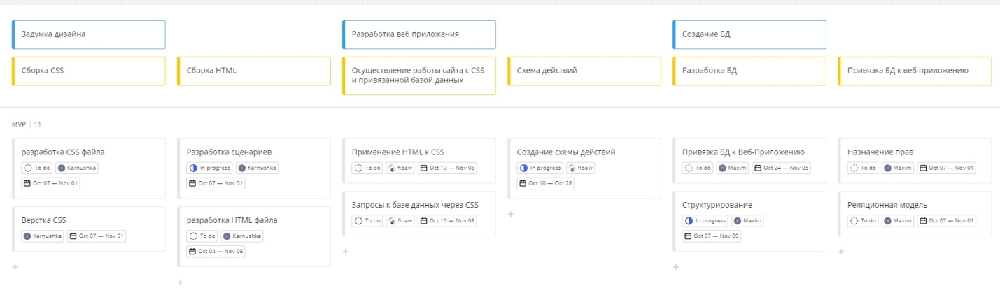 Задумка дизайна
Разработка веб приложения
Создание БД
Сборка CSS
Сборка HTML
Осуществление работы сайта с CSS
и привязанной базой данных
Схема действий
Разработка БД
Привязка БД к веб-приложению
MVP 11
разработка CSS файла
To do Karnushka
Oct 07 — Nov 01
Верстка CSS
Karnushka Oct 07 — Nov 01
Разработка сценариев
In progress Karnushka
Oct 07 — Nov 01
разработка HTML файла
To do Karnushka
Oct 04 — Nov 05
Применение HTML к CSS
To do floaw Oct 10 — Nov 08
Запросы к базе данных через CSS
To do floaw Oct 10 — Nov 08
Создание схемы действий
In progress floaw
Oct 10 — Oct 28
Привязка БД к Веб-Приложению
To do Maxim Oct 24 — Nov 05
Структурирование
In progress Maxim
Oct 07 — Nov 09
Назначение прав
To do Maxim Oct 07 — Nov 01
Реляционная модель
To do Maxim Oct 07 — Nov 01